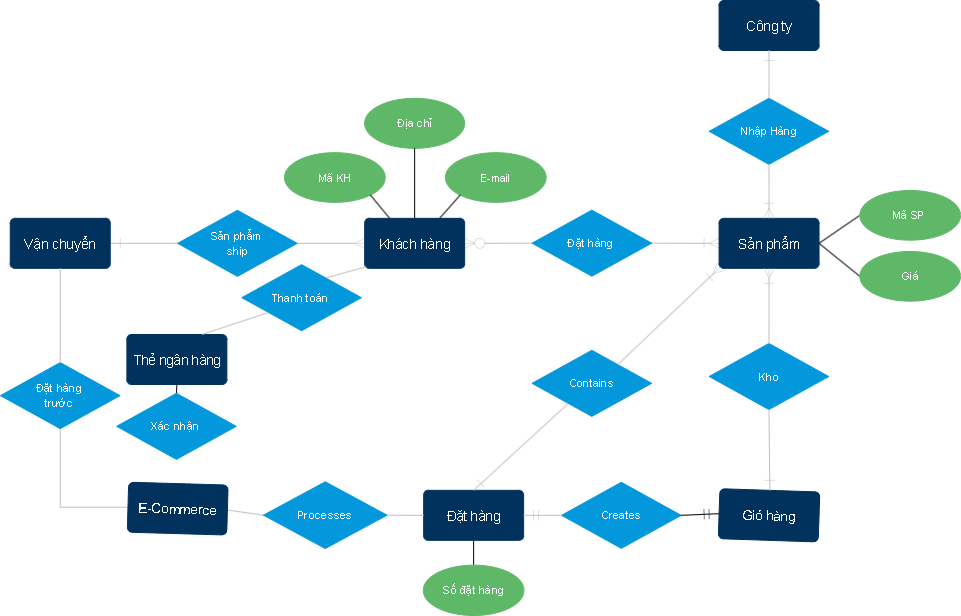 Công ty
Nhập Hàng
Địa chỉ
Mã KH
E-mail
Mã SP
Vận chuyển
Sản phẩm
ship
Khách hàng
Đặt hàng
Sản phẩm
Giá
Thanh toán
Thẻ ngân hàng
Đặt hàng
trước
Contains
Kho
Xác nhận
E-Commerce
Processes
Đặt hàng
Creates
Giỏ hàng
Số đặt hàng